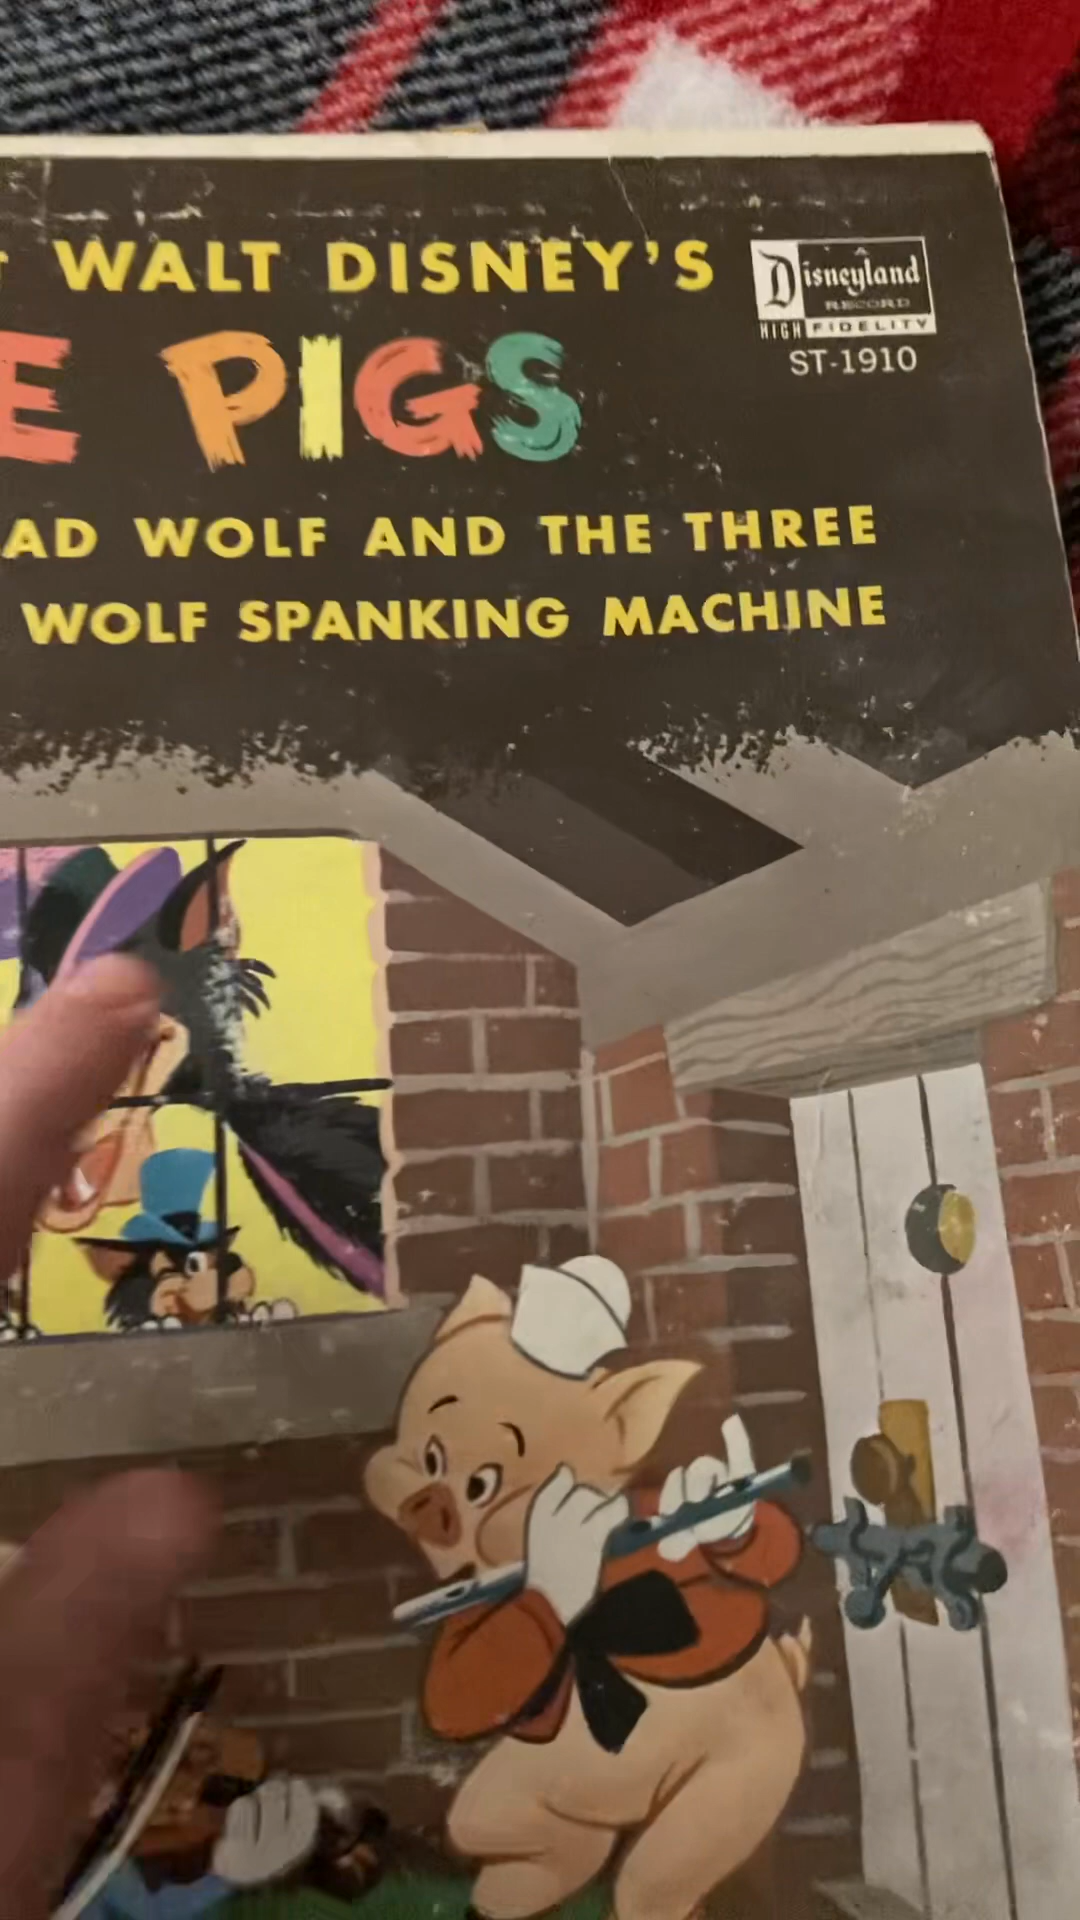 WALT DISNEY'S
Disneyland
RECORD
HIGH FIDELITY
ST-1910
E PIGS
AD WOLF AND THE THREE
WOLF SPANKING MACHINE